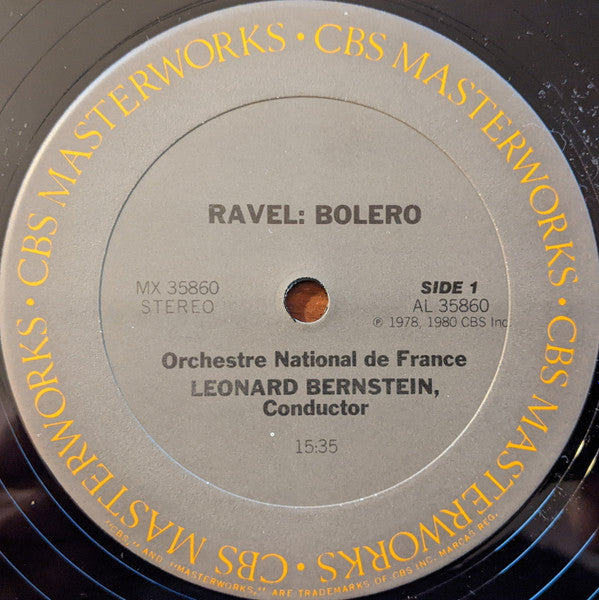 CBS MASTERWORKS · CBS MASTERWORKS · CBS MASTERWORKS · CBS MASTERWORKS ·
RAVEL: BOLERO
MX 35860
STEREO
SIDE 1
AL 35860
℗ 1978, 1980 CBS Inc
Orchestre National de France
LEONARD BERNSTEIN,
Conductor
15:35
"CBS," AND "MASTERWORKS," ARE TRADEMARKS OF CBS INC. MARCAS REG.